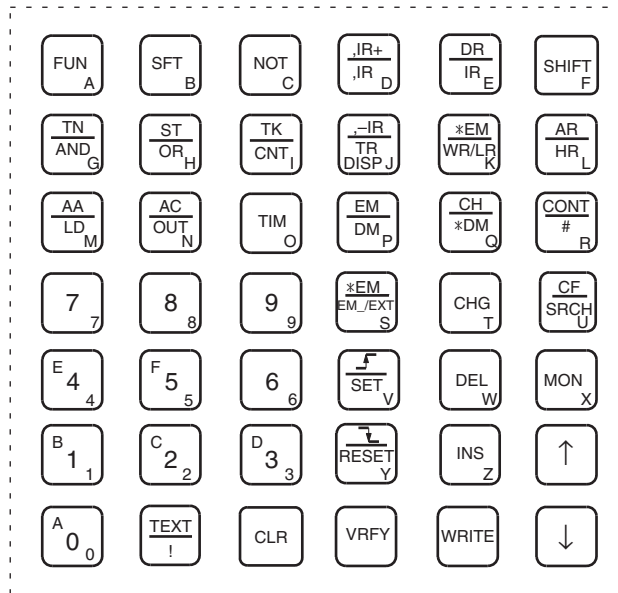 FUN A SFT B NOT C ,IR+ ,IR D DR IR E SHIFT F
TN AND G ST OR H TK CNT I ,–IR TR DISP J *EM WR/LR K AR HR L
AA LD M AC OUT N TIM O EM DM P CH *DM Q CONT # R
7 7 8 8 9 9 *EM EM_/EXT S CHG T CF SRCH U
E 4 4 F 5 5 6 6 SET V DEL W MON X
B 1 1 C 2 2 D 3 3 RESET Y INS Z ↑
A 0 0 TEXT ! CLR VRFY WRITE ↓